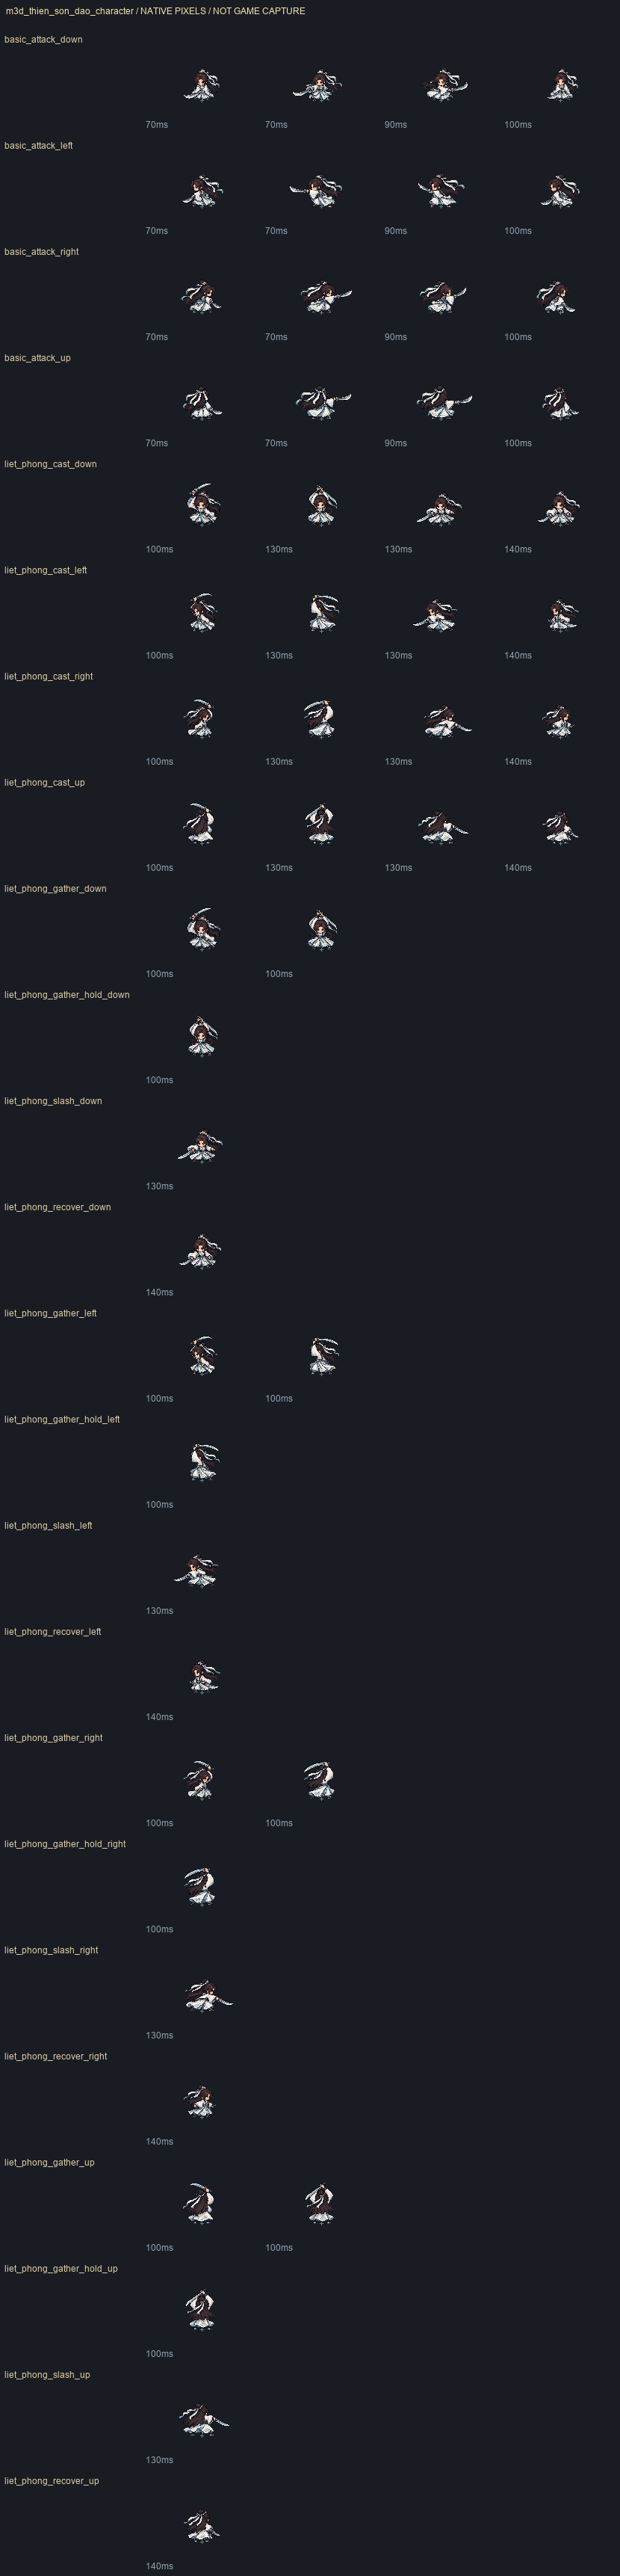 m3d_thien_son_dao_character / NATIVE PIXELS / NOT GAME CAPTURE
basic_attack_down
70ms 70ms 90ms 100ms
basic_attack_left
70ms 70ms 90ms 100ms
basic_attack_right
70ms 70ms 90ms 100ms
basic_attack_up
70ms 70ms 90ms 100ms
liet_phong_cast_down
100ms 130ms 130ms 140ms
liet_phong_cast_left
100ms 130ms 130ms 140ms
liet_phong_cast_right
100ms 130ms 130ms 140ms
liet_phong_cast_up
100ms 130ms 130ms 140ms
liet_phong_gather_down
100ms 100ms
liet_phong_gather_hold_down
100ms
liet_phong_slash_down
130ms
liet_phong_recover_down
140ms
liet_phong_gather_left
100ms 100ms
liet_phong_gather_hold_left
100ms
liet_phong_slash_left
130ms
liet_phong_recover_left
140ms
liet_phong_gather_right
100ms 100ms
liet_phong_gather_hold_right
100ms
liet_phong_slash_right
130ms
liet_phong_recover_right
140ms
liet_phong_gather_up
100ms 100ms
liet_phong_gather_hold_up
100ms
liet_phong_slash_up
130ms
liet_phong_recover_up
140ms